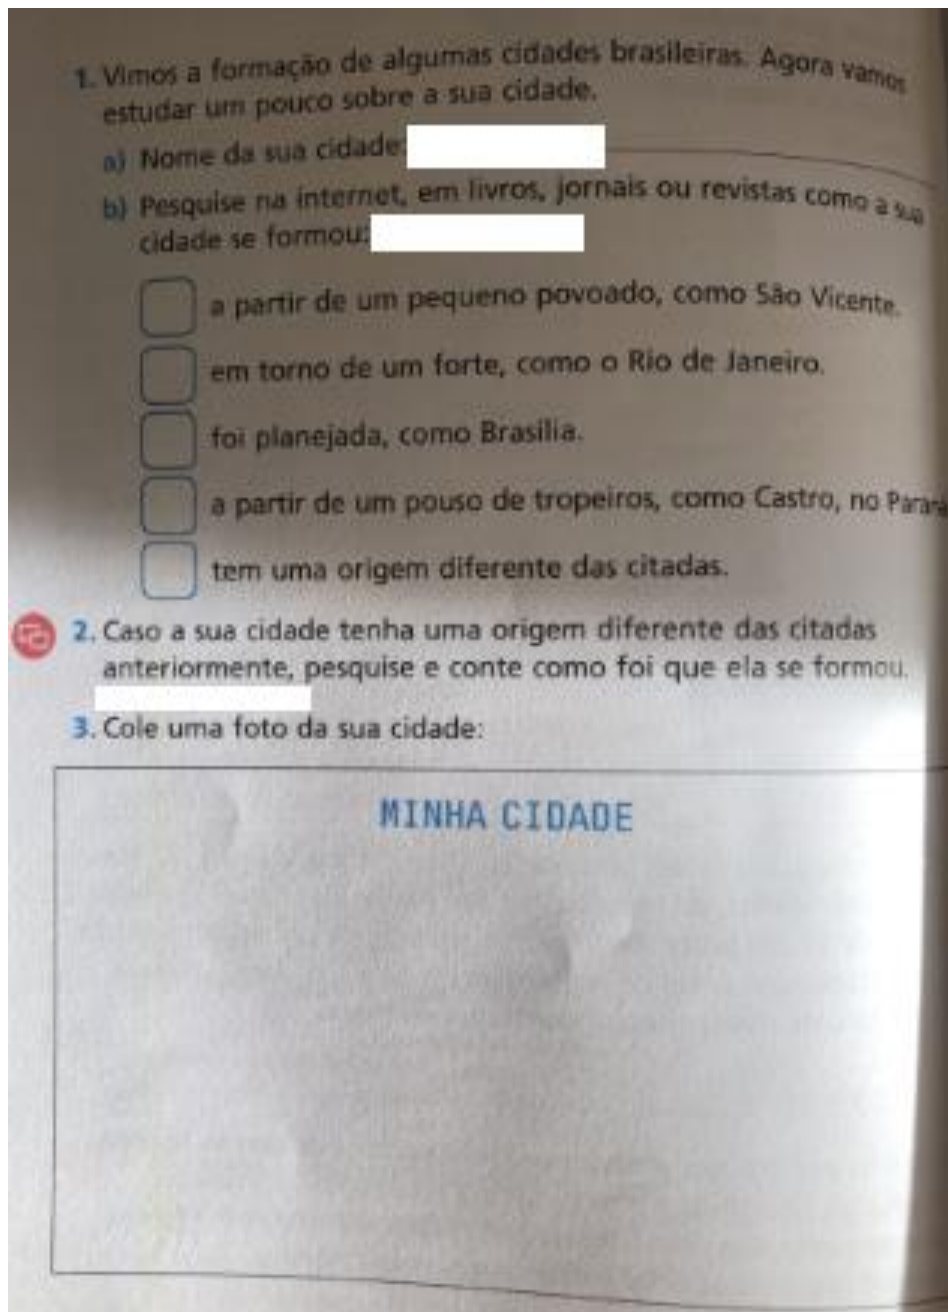 1. Vimos a formação de algumas cidades brasileiras. Agora vamos
estudar um pouco sobre a sua cidade.
a) Nome da sua cidade:
b) Pesquise na internet, em livros, jornais ou revistas como a sua
cidade se formou:
a partir de um pequeno povoado, como São Vicente.
em torno de um forte, como o Rio de Janeiro.
foi planejada, como Brasília.
a partir de um pouso de tropeiros, como Castro, no Paraná
tem uma origem diferente das citadas.
2. Caso a sua cidade tenha uma origem diferente das citadas
anteriormente, pesquise e conte como foi que ela se formou.
3. Cole uma foto da sua cidade:
MINHA CIDADE